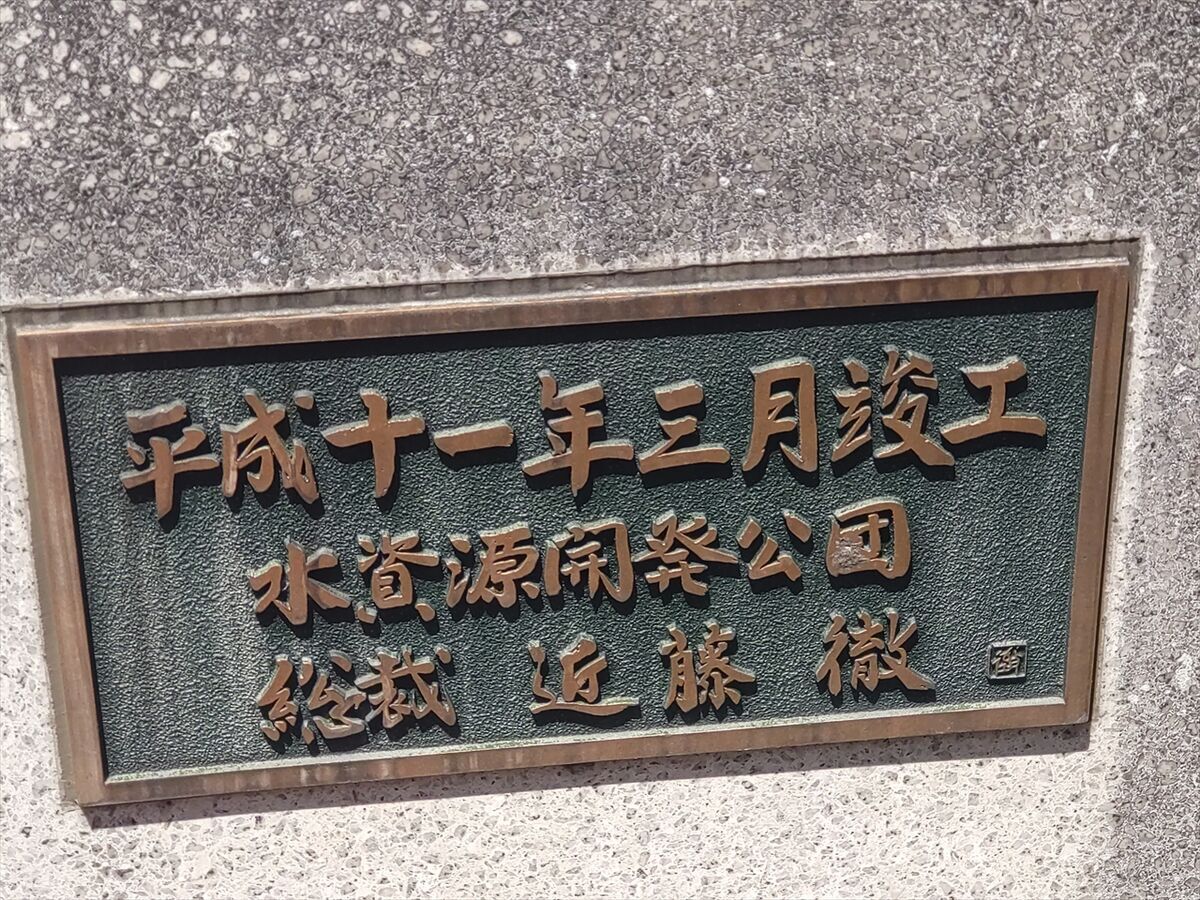 平成十一年三月竣工
水資源開発公団
総裁 近藤 徹